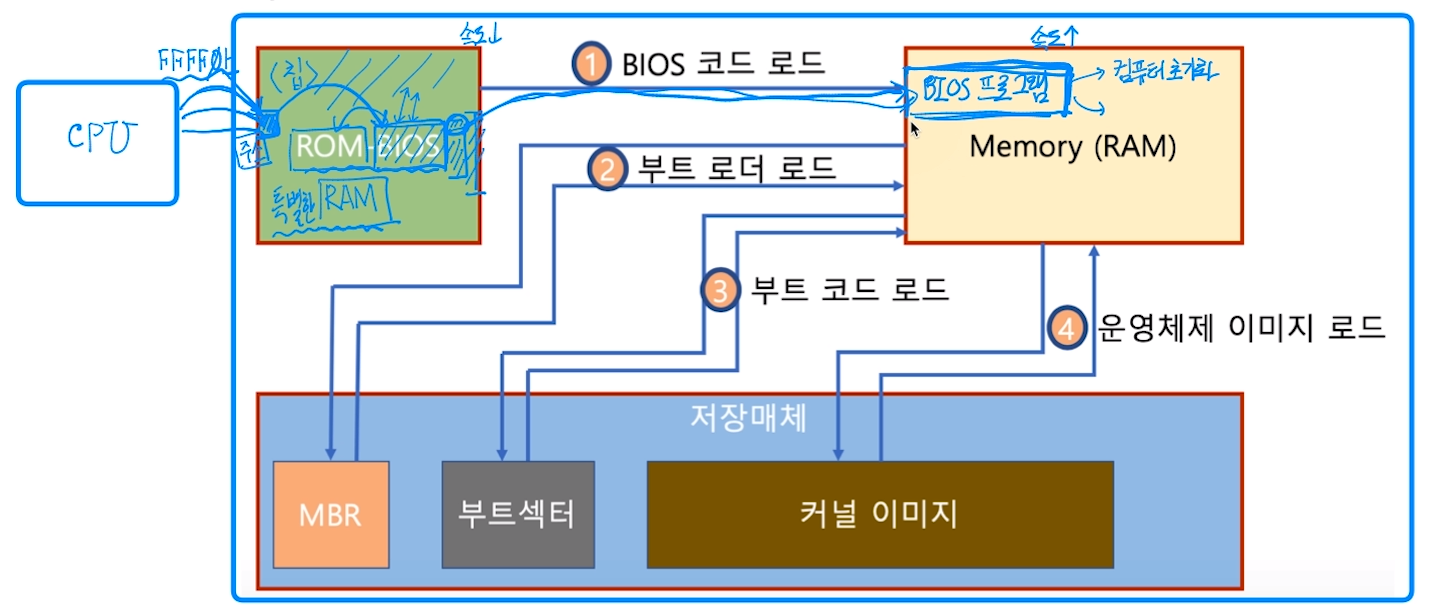 속도↓
속도↑
FFFF0h
① BIOS 코드 로드
BIOS 프로그램
컴퓨터 초기화
(칩)
CPU
주소
ROM-BIOS
Memory (RAM)
② 부트 로더 로드
특별한 RAM
③ 부트 코드 로드
④ 운영체제 이미지 로드
저장매체
MBR
부트섹터
커널 이미지